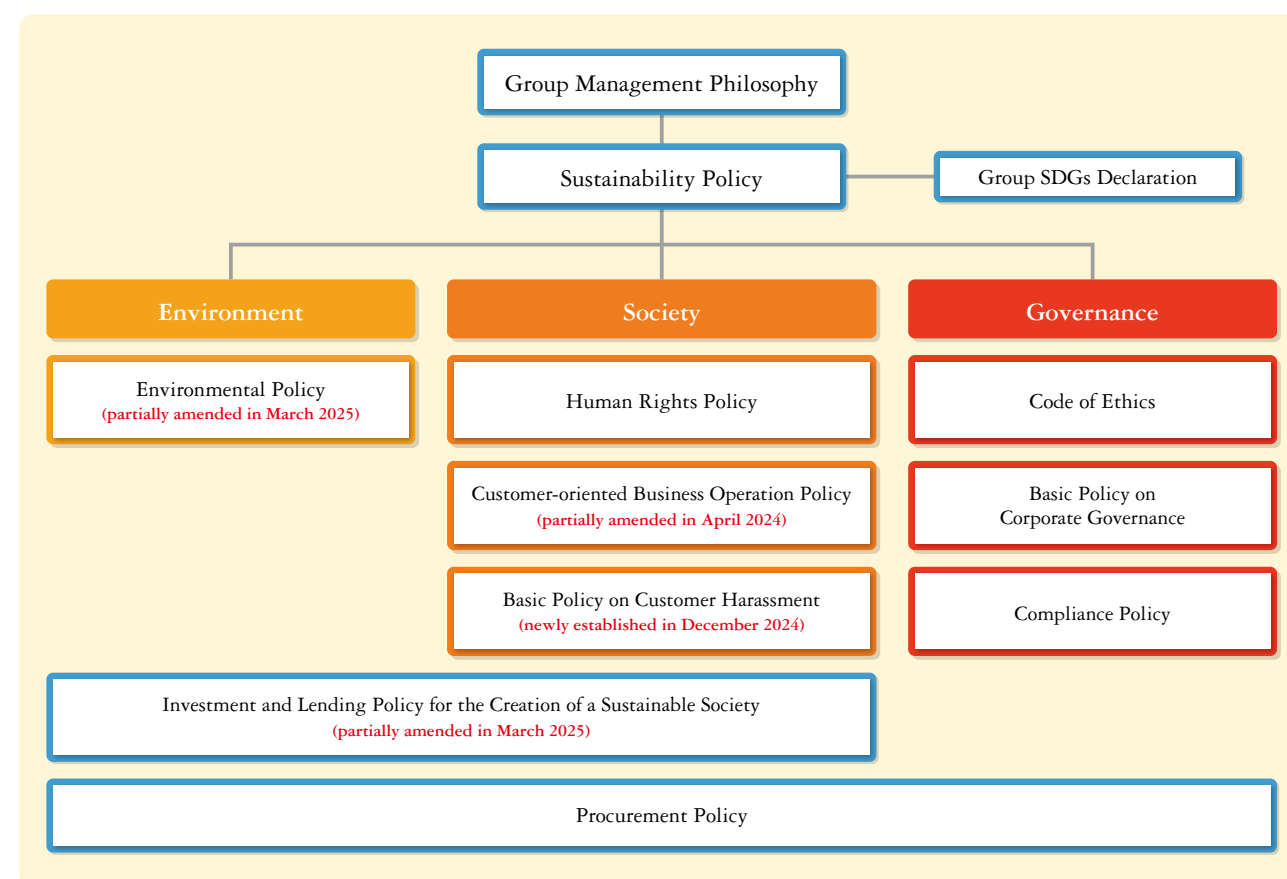 Group Management Philosophy
Sustainability Policy
Group SDGs Declaration
Environment
Society
Governance
Environmental Policy
(partially amended in March 2025)
Human Rights Policy
Code of Ethics
Customer-oriented Business Operation Policy
(partially amended in April 2024)
Basic Policy on
Corporate Governance
Basic Policy on Customer Harassment
(newly established in December 2024)
Compliance Policy
Investment and Lending Policy for the Creation of a Sustainable Society
(partially amended in March 2025)
Procurement Policy